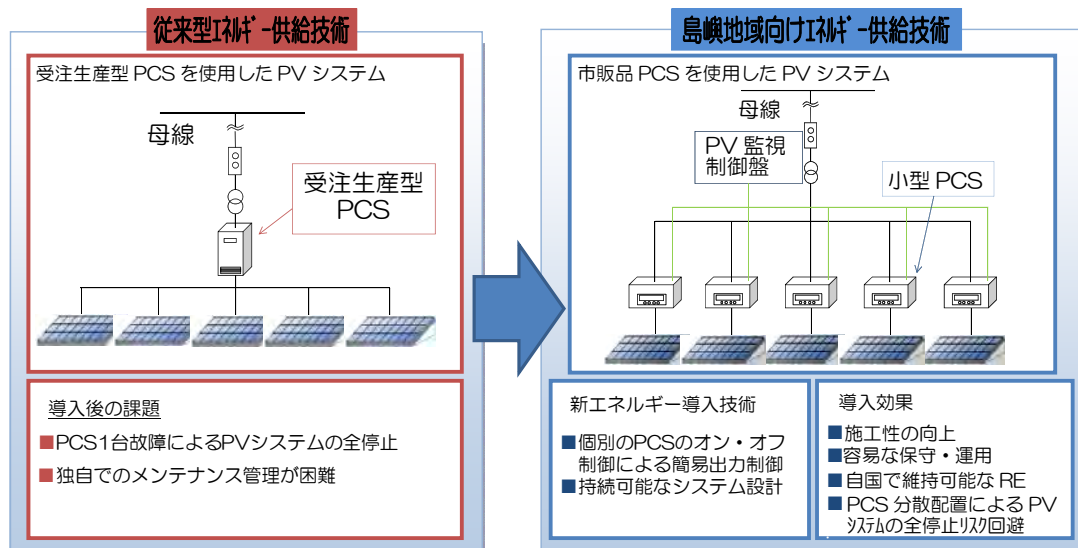 従来型ｴﾈﾙｷﾞｰ供給技術
受注生産型 PCS を使用した PV システム
母線
受注生産型
PCS
導入後の課題
■PCS1台故障によるPVシステムの全停止
■独自でのメンテナンス管理が困難
島嶼地域向けｴﾈﾙｷﾞｰ供給技術
市販品 PCS を使用した PV システム
母線
PV 監視
制御盤
小型 PCS
新エネルギー導入技術
■個別のPCSのオン・オフ
制御による簡易出力制御
■持続可能なシステム設計
導入効果
■施工性の向上
■容易な保守・運用
■自国で維持可能な RE
■PCS 分散配置による PV
ｼｽﾃﾑの全停止ﾘｽｸ回避